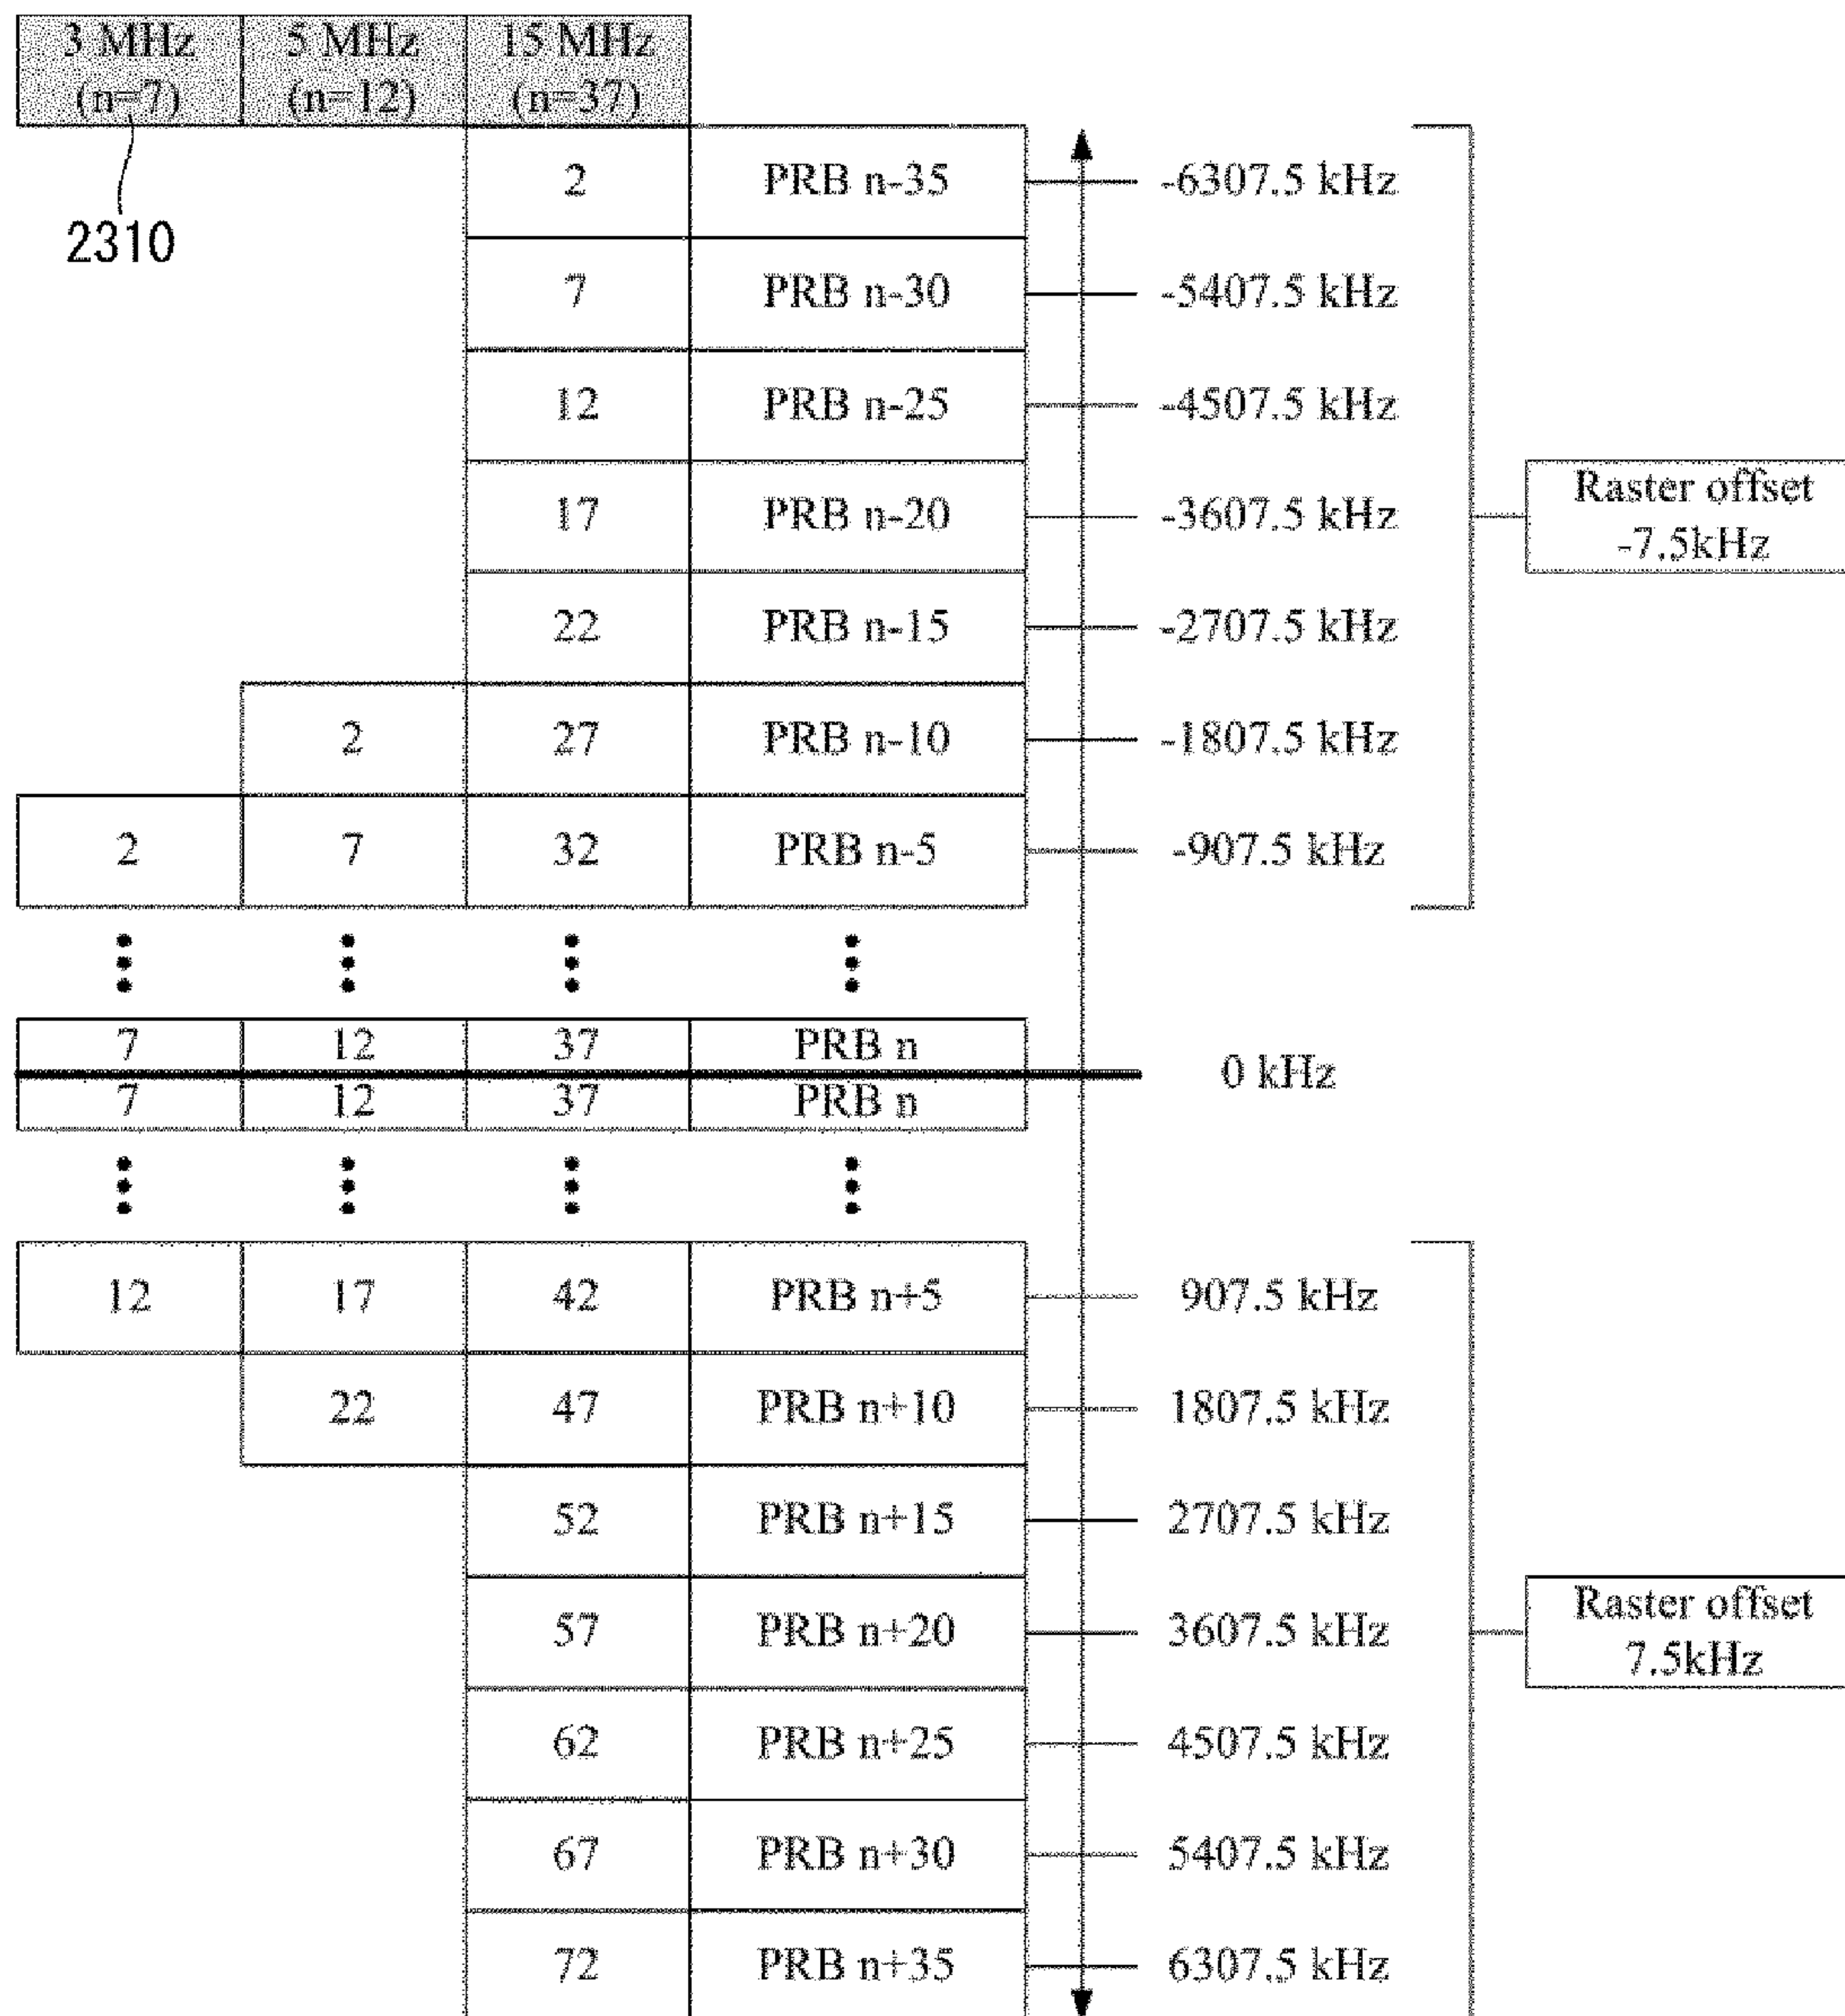 3 MHz 5 MHz 15 MHz
(n=7) (n=12) (n=37)
2310
2 PRB n-35 -6307.5 kHz
7 PRB n-30 -5407.5 kHz
12 PRB n-25 -4507.5 kHz
17 PRB n-20 -3607.5 kHz
Raster offset
-7.5kHz
22 PRB n-15 -2707.5 kHz
2 27 PRB n-10 -1807.5 kHz
2 7 32 PRB n-5 -907.5 kHz
7 12 37 PRB n
0 kHz
7 12 37 PRB n
12 17 42 PRB n+5 907.5 kHz
22 47 PRB n+10 1807.5 kHz
52 PRB n+15 2707.5 kHz
57 PRB n+20 3607.5 kHz
Raster offset
7.5kHz
62 PRB n+25 4507.5 kHz
67 PRB n+30 5407.5 kHz
72 PRB n+35 6307.5 kHz